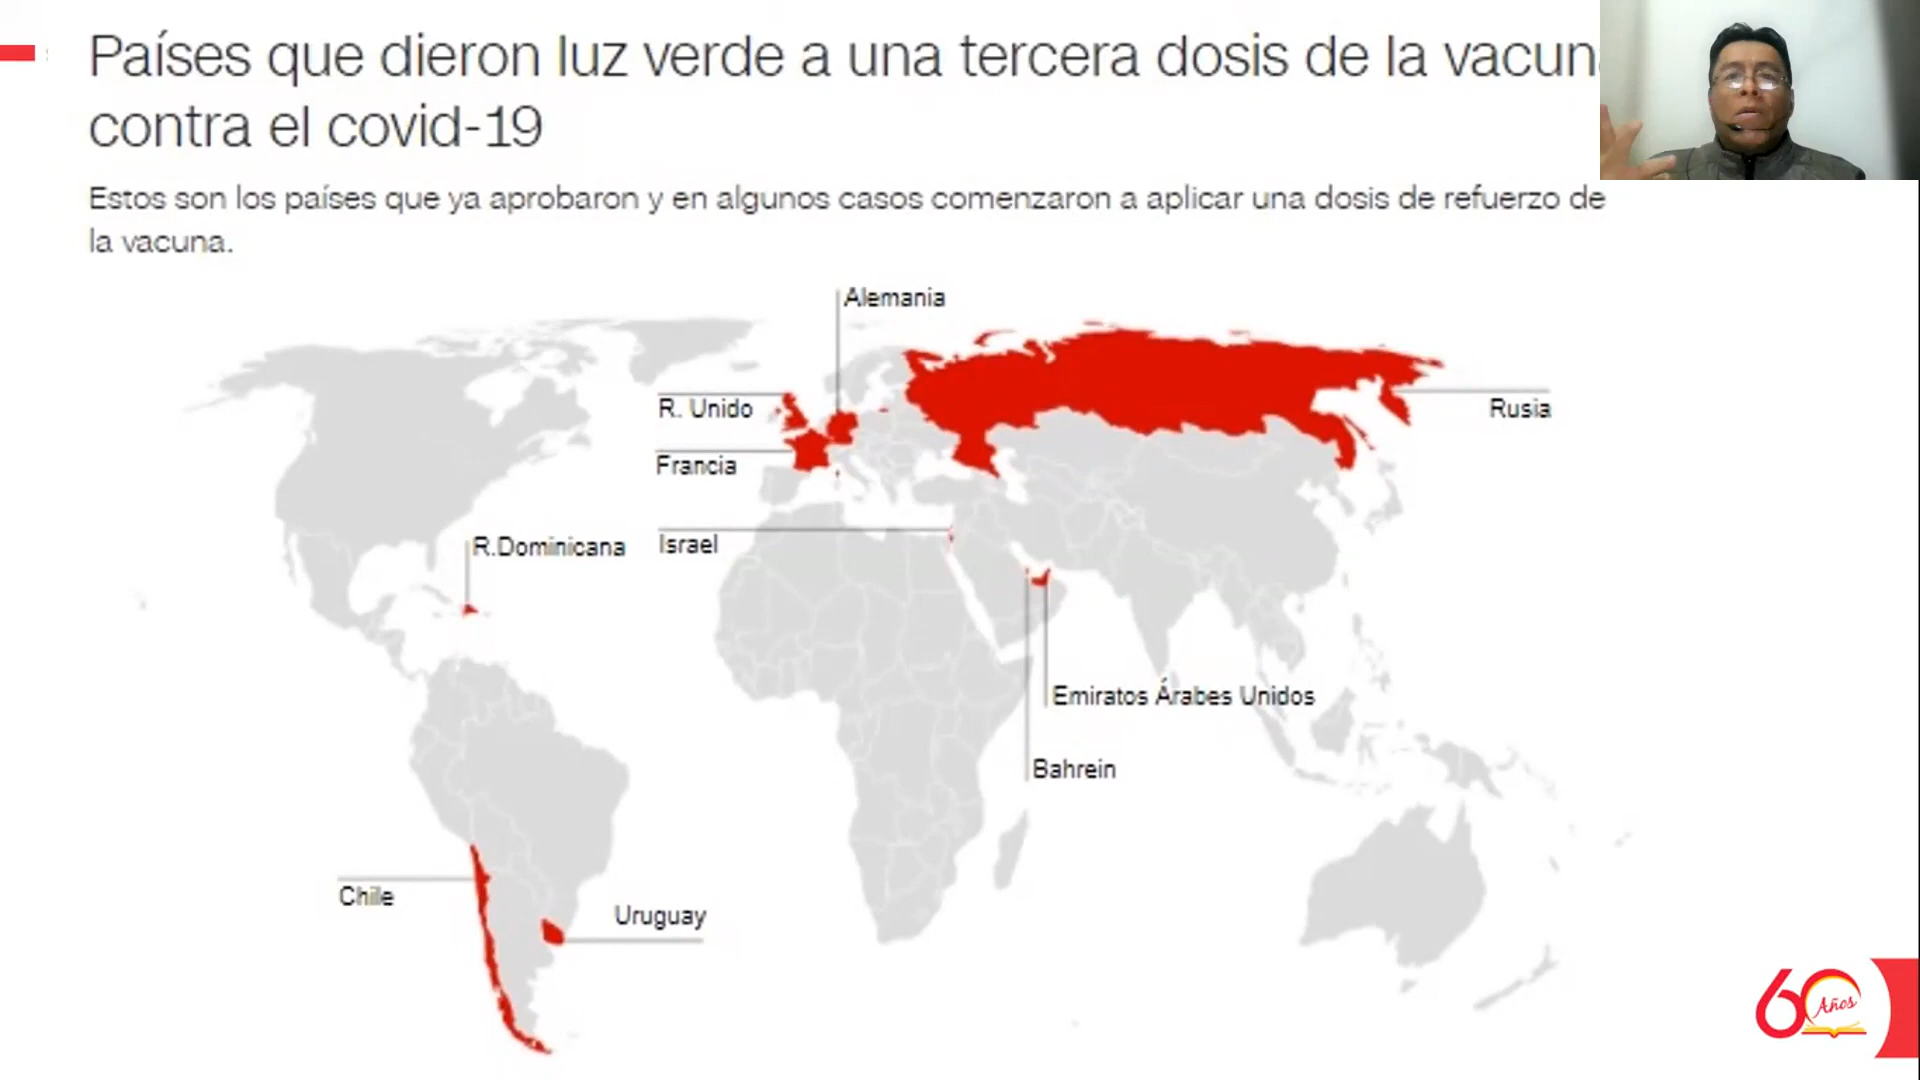 Países que dieron luz verde a una tercera dosis de la vacun
contra el covid-19
Estos son los países que ya aprobaron y en algunos casos comenzaron a aplicar una dosis de refuerzo de
la vacuna.
Alemania
R. Unido
Rusia
Francia
R.Dominicana
Israel
Emiratos Árabes Unidos
Bahrein
Chile
Uruguay
60 Años